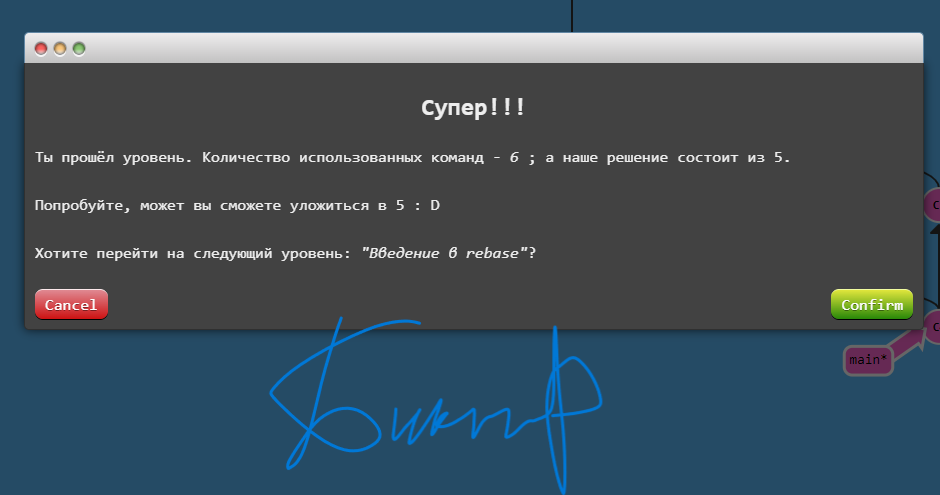 Супер!!!
Ты прошёл уровень. Количество использованных команд - 6 ; а наше решение состоит из 5.
Попробуйте, может вы сможете уложиться в 5 : D
Хотите перейти на следующий уровень: "Введение в rebase"?
Cancel
Confirm
main*